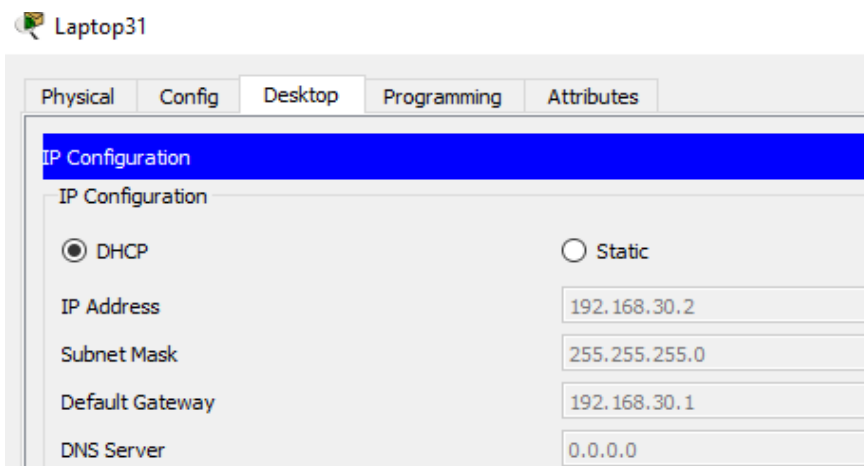 Laptop31
Physical Config Desktop Programming Attributes
IP Configuration
IP Configuration
DHCP Static
IP Address 192.168.30.2
Subnet Mask 255.255.255.0
Default Gateway 192.168.30.1
DNS Server 0.0.0.0